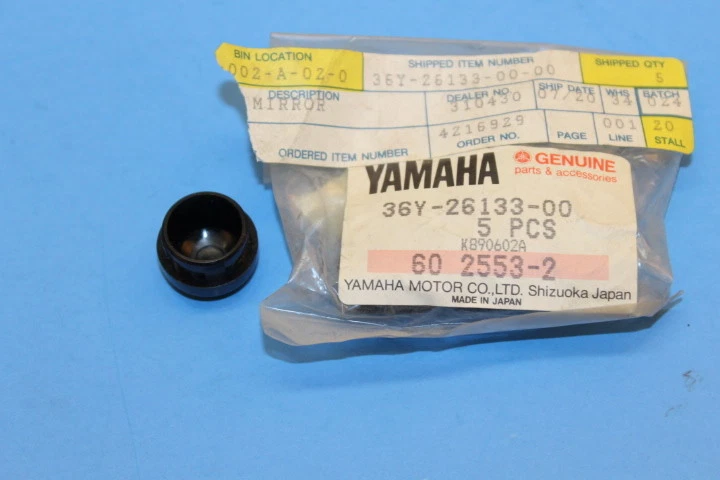 BIN LOCATION SHIPPED ITEM NUMBER SHIPPED QTY
002-A-02-0 36Y-26133-00-00 5
DESCRIPTION DEALER NO. SHIP DATE WHS BATCH
MIRROR 310430 07/20 34 024
4216929 001 20
ORDERED ITEM NUMBER ORDER NO. PAGE LINE STALL
YAMAHA GENUINE
parts & accessories
36Y-26133-00
5 PCS
K890602A
60 2553-2
YAMAHA MOTOR CO.,LTD. Shizuoka Japan
MADE IN JAPAN